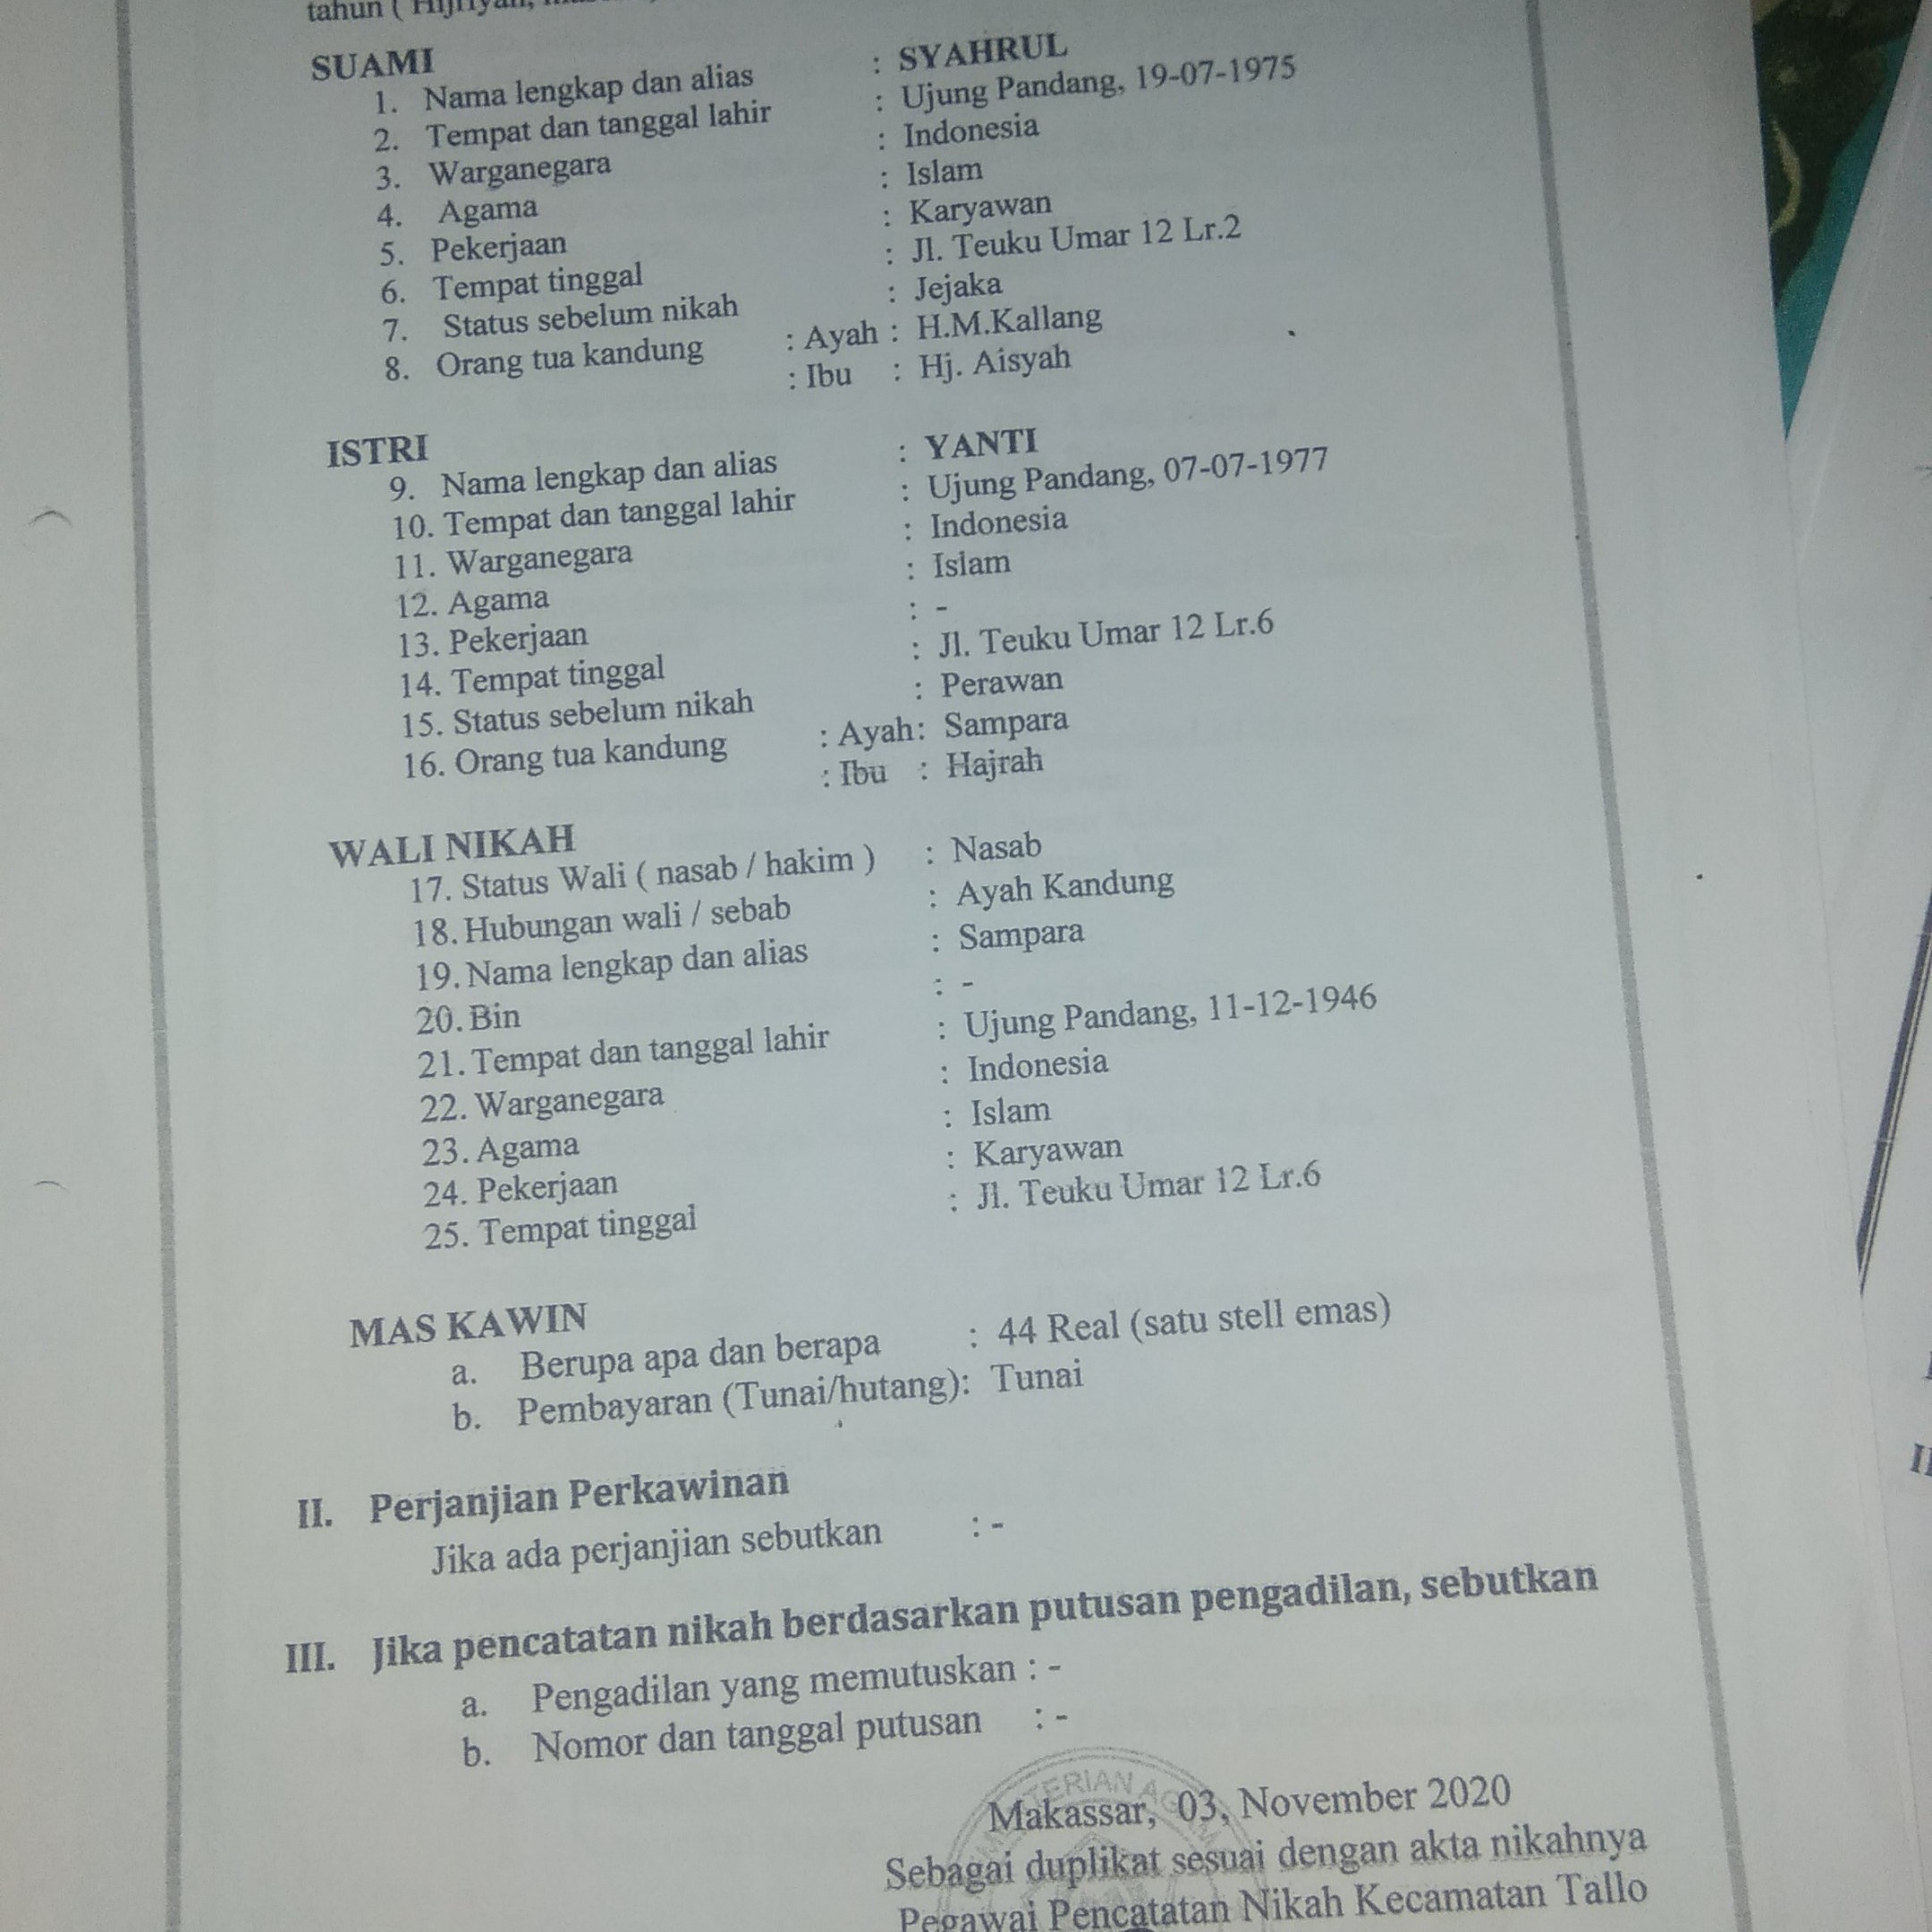 tahun ( Hijriyah,
SUAMI
1. Nama lengkap dan alias : SYAHRUL
2. Tempat dan tanggal lahir : Ujung Pandang, 19-07-1975
3. Warganegara : Indonesia
4. Agama : Islam
5. Pekerjaan : Karyawan
6. Tempat tinggal : Jl. Teuku Umar 12 Lr.2
7. Status sebelum nikah : Jejaka
8. Orang tua kandung : Ayah : H.M.Kallang
: Ibu : Hj. Aisyah
ISTRI
9. Nama lengkap dan alias : YANTI
10. Tempat dan tanggal lahir : Ujung Pandang, 07-07-1977
11. Warganegara : Indonesia
12. Agama : Islam
13. Pekerjaan : -
14. Tempat tinggal : Jl. Teuku Umar 12 Lr.6
15. Status sebelum nikah : Perawan
16. Orang tua kandung : Ayah: Sampara
: Ibu : Hajrah
WALI NIKAH
17. Status Wali ( nasab / hakim ) : Nasab
18. Hubungan wali / sebab : Ayah Kandung
19. Nama lengkap dan alias : Sampara
20. Bin : -
21. Tempat dan tanggal lahir : Ujung Pandang, 11-12-1946
22. Warganegara : Indonesia
23. Agama : Islam
24. Pekerjaan : Karyawan
25. Tempat tinggal : Jl. Teuku Umar 12 Lr.6
MAS KAWIN
a. Berupa apa dan berapa : 44 Real (satu stell emas)
b. Pembayaran (Tunai/hutang): Tunai
II. Perjanjian Perkawinan
Jika ada perjanjian sebutkan : -
III. Jika pencatatan nikah berdasarkan putusan pengadilan, sebutkan
a. Pengadilan yang memutuskan : -
b. Nomor dan tanggal putusan : -
Makassar, 03, November 2020
Sebagai duplikat sesuai dengan akta nikahnya
Pegawai Pencatatan Nikah Kecamatan Tallo